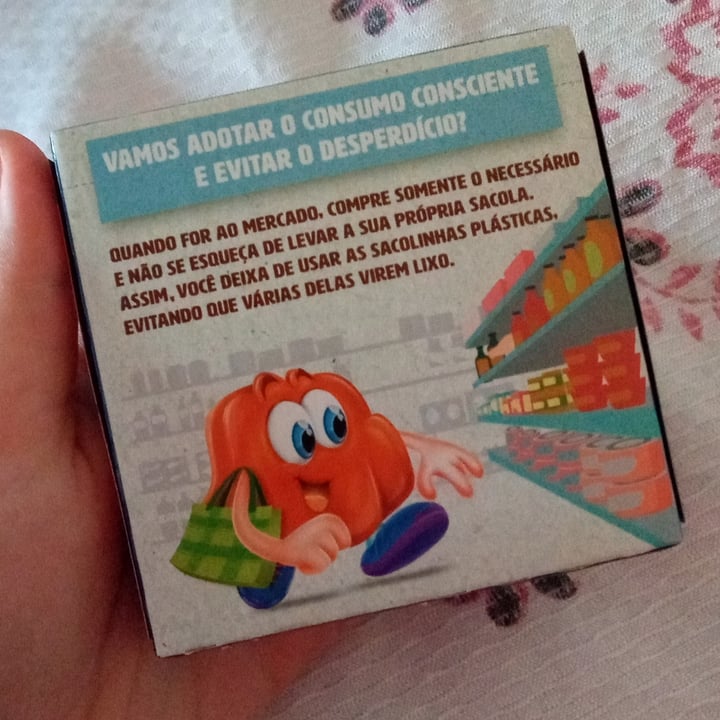 VAMOS ADOTAR O CONSUMO CONSCIENTE
E EVITAR O DESPERDÍCIO?
QUANDO FOR AO MERCADO, COMPRE SOMENTE O NECESSÁRIO
E NÃO SE ESQUEÇA DE LEVAR A SUA PRÓPRIA SACOLA.
ASSIM, VOCÊ DEIXA DE USAR AS SACOLINHAS PLÁSTICAS,
EVITANDO QUE VÁRIAS DELAS VIREM LIXO.